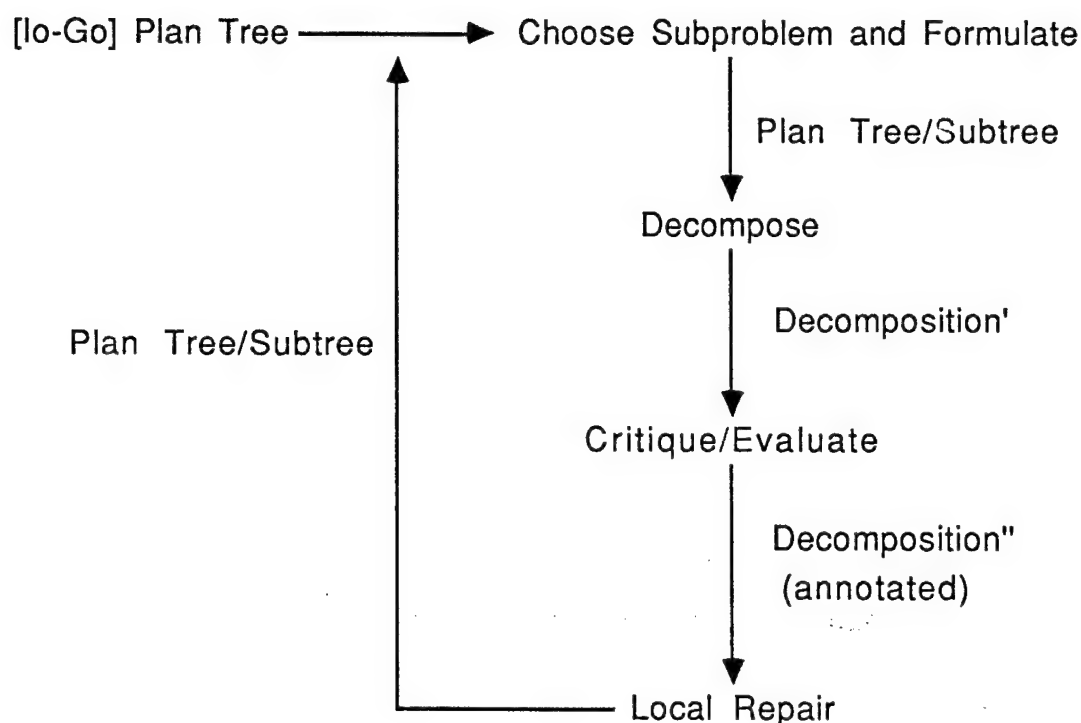 [Io-Go] Plan Tree
Choose Subproblem and Formulate
Plan Tree/Subtree
Decompose
Decomposition'
Plan Tree/Subtree
Critique/Evaluate
Decomposition"
(annotated)
Local Repair